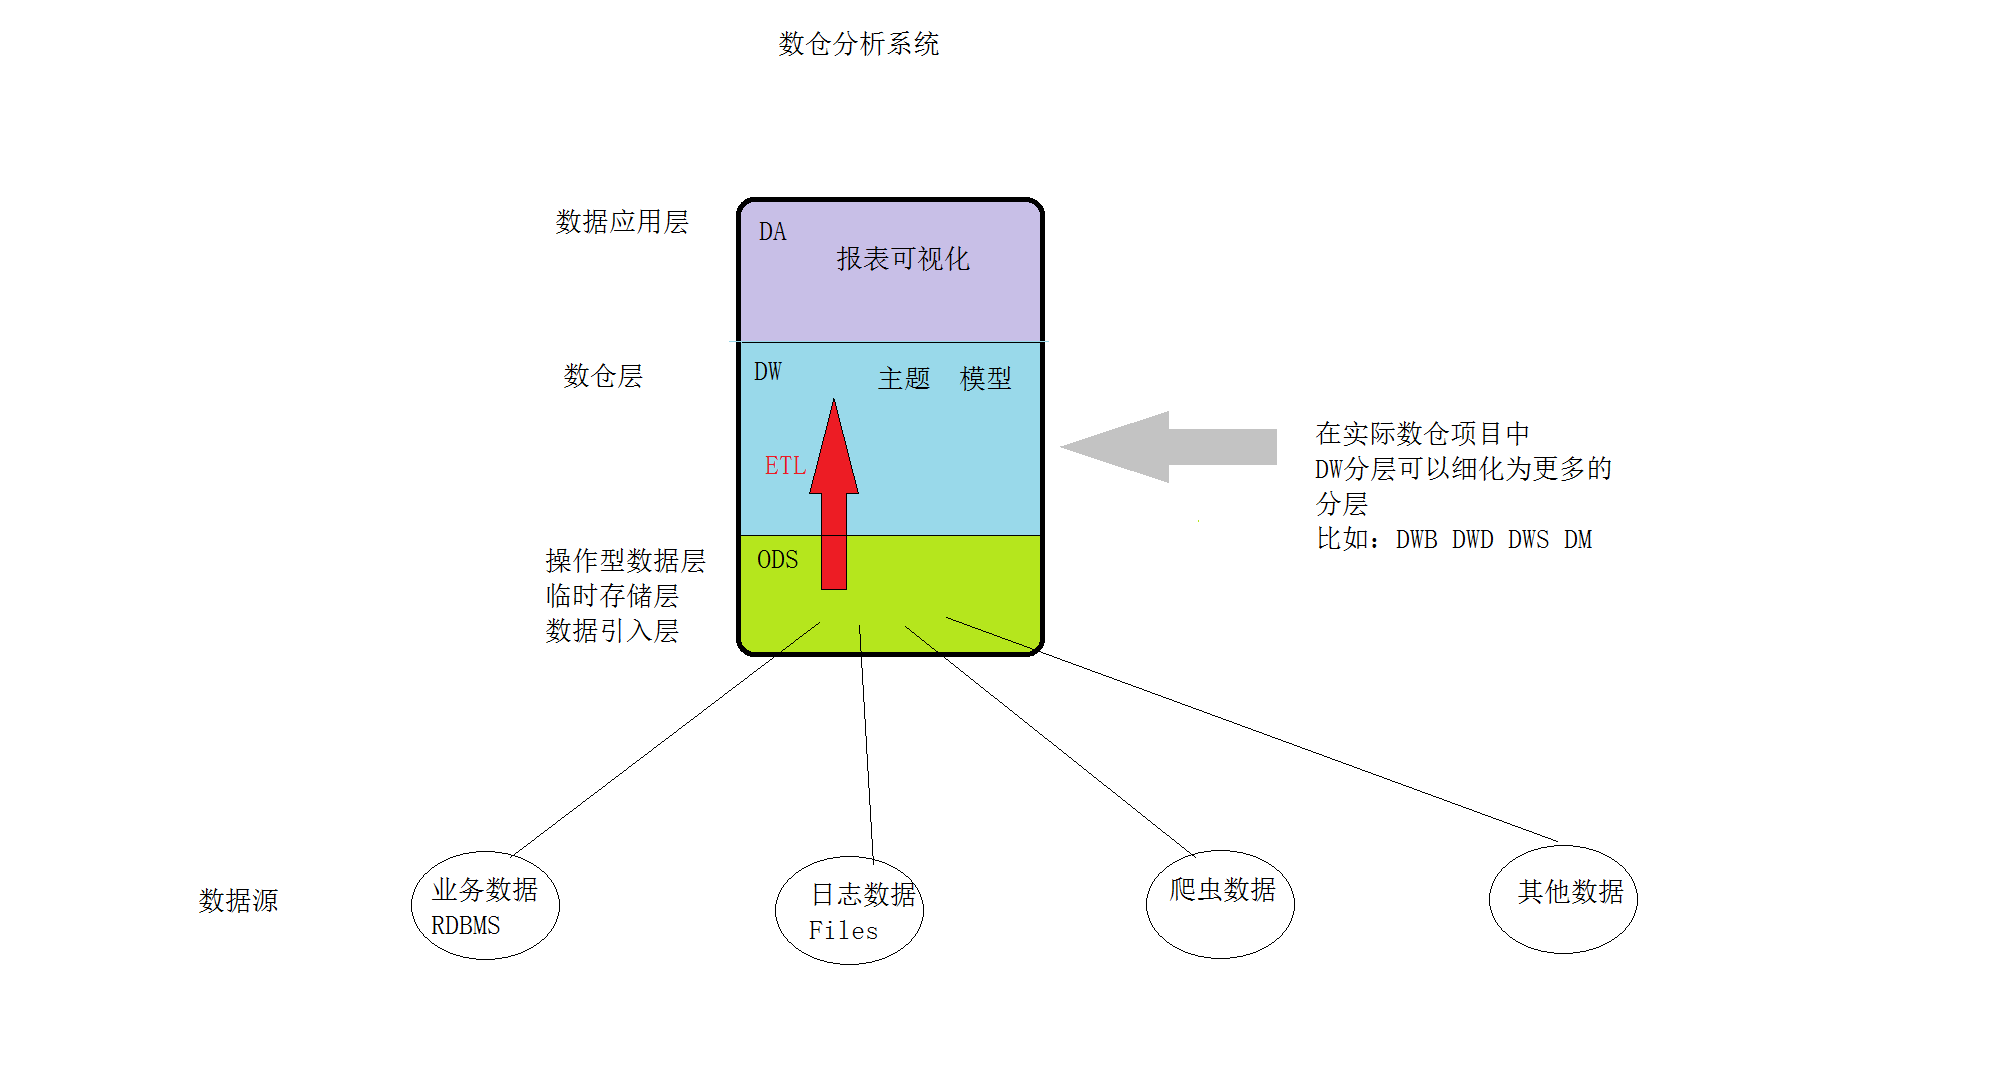 数仓分析系统
数据应用层
DA
报表可视化
数仓层
DW
主题 模型
ETL
在实际数仓项目中
DW分层可以细化为更多的
分层
比如：DWB DWD DWS DM
操作型数据层
临时存储层
数据引入层
ODS
数据源
业务数据
RDBMS
日志数据
Files
爬虫数据
其他数据